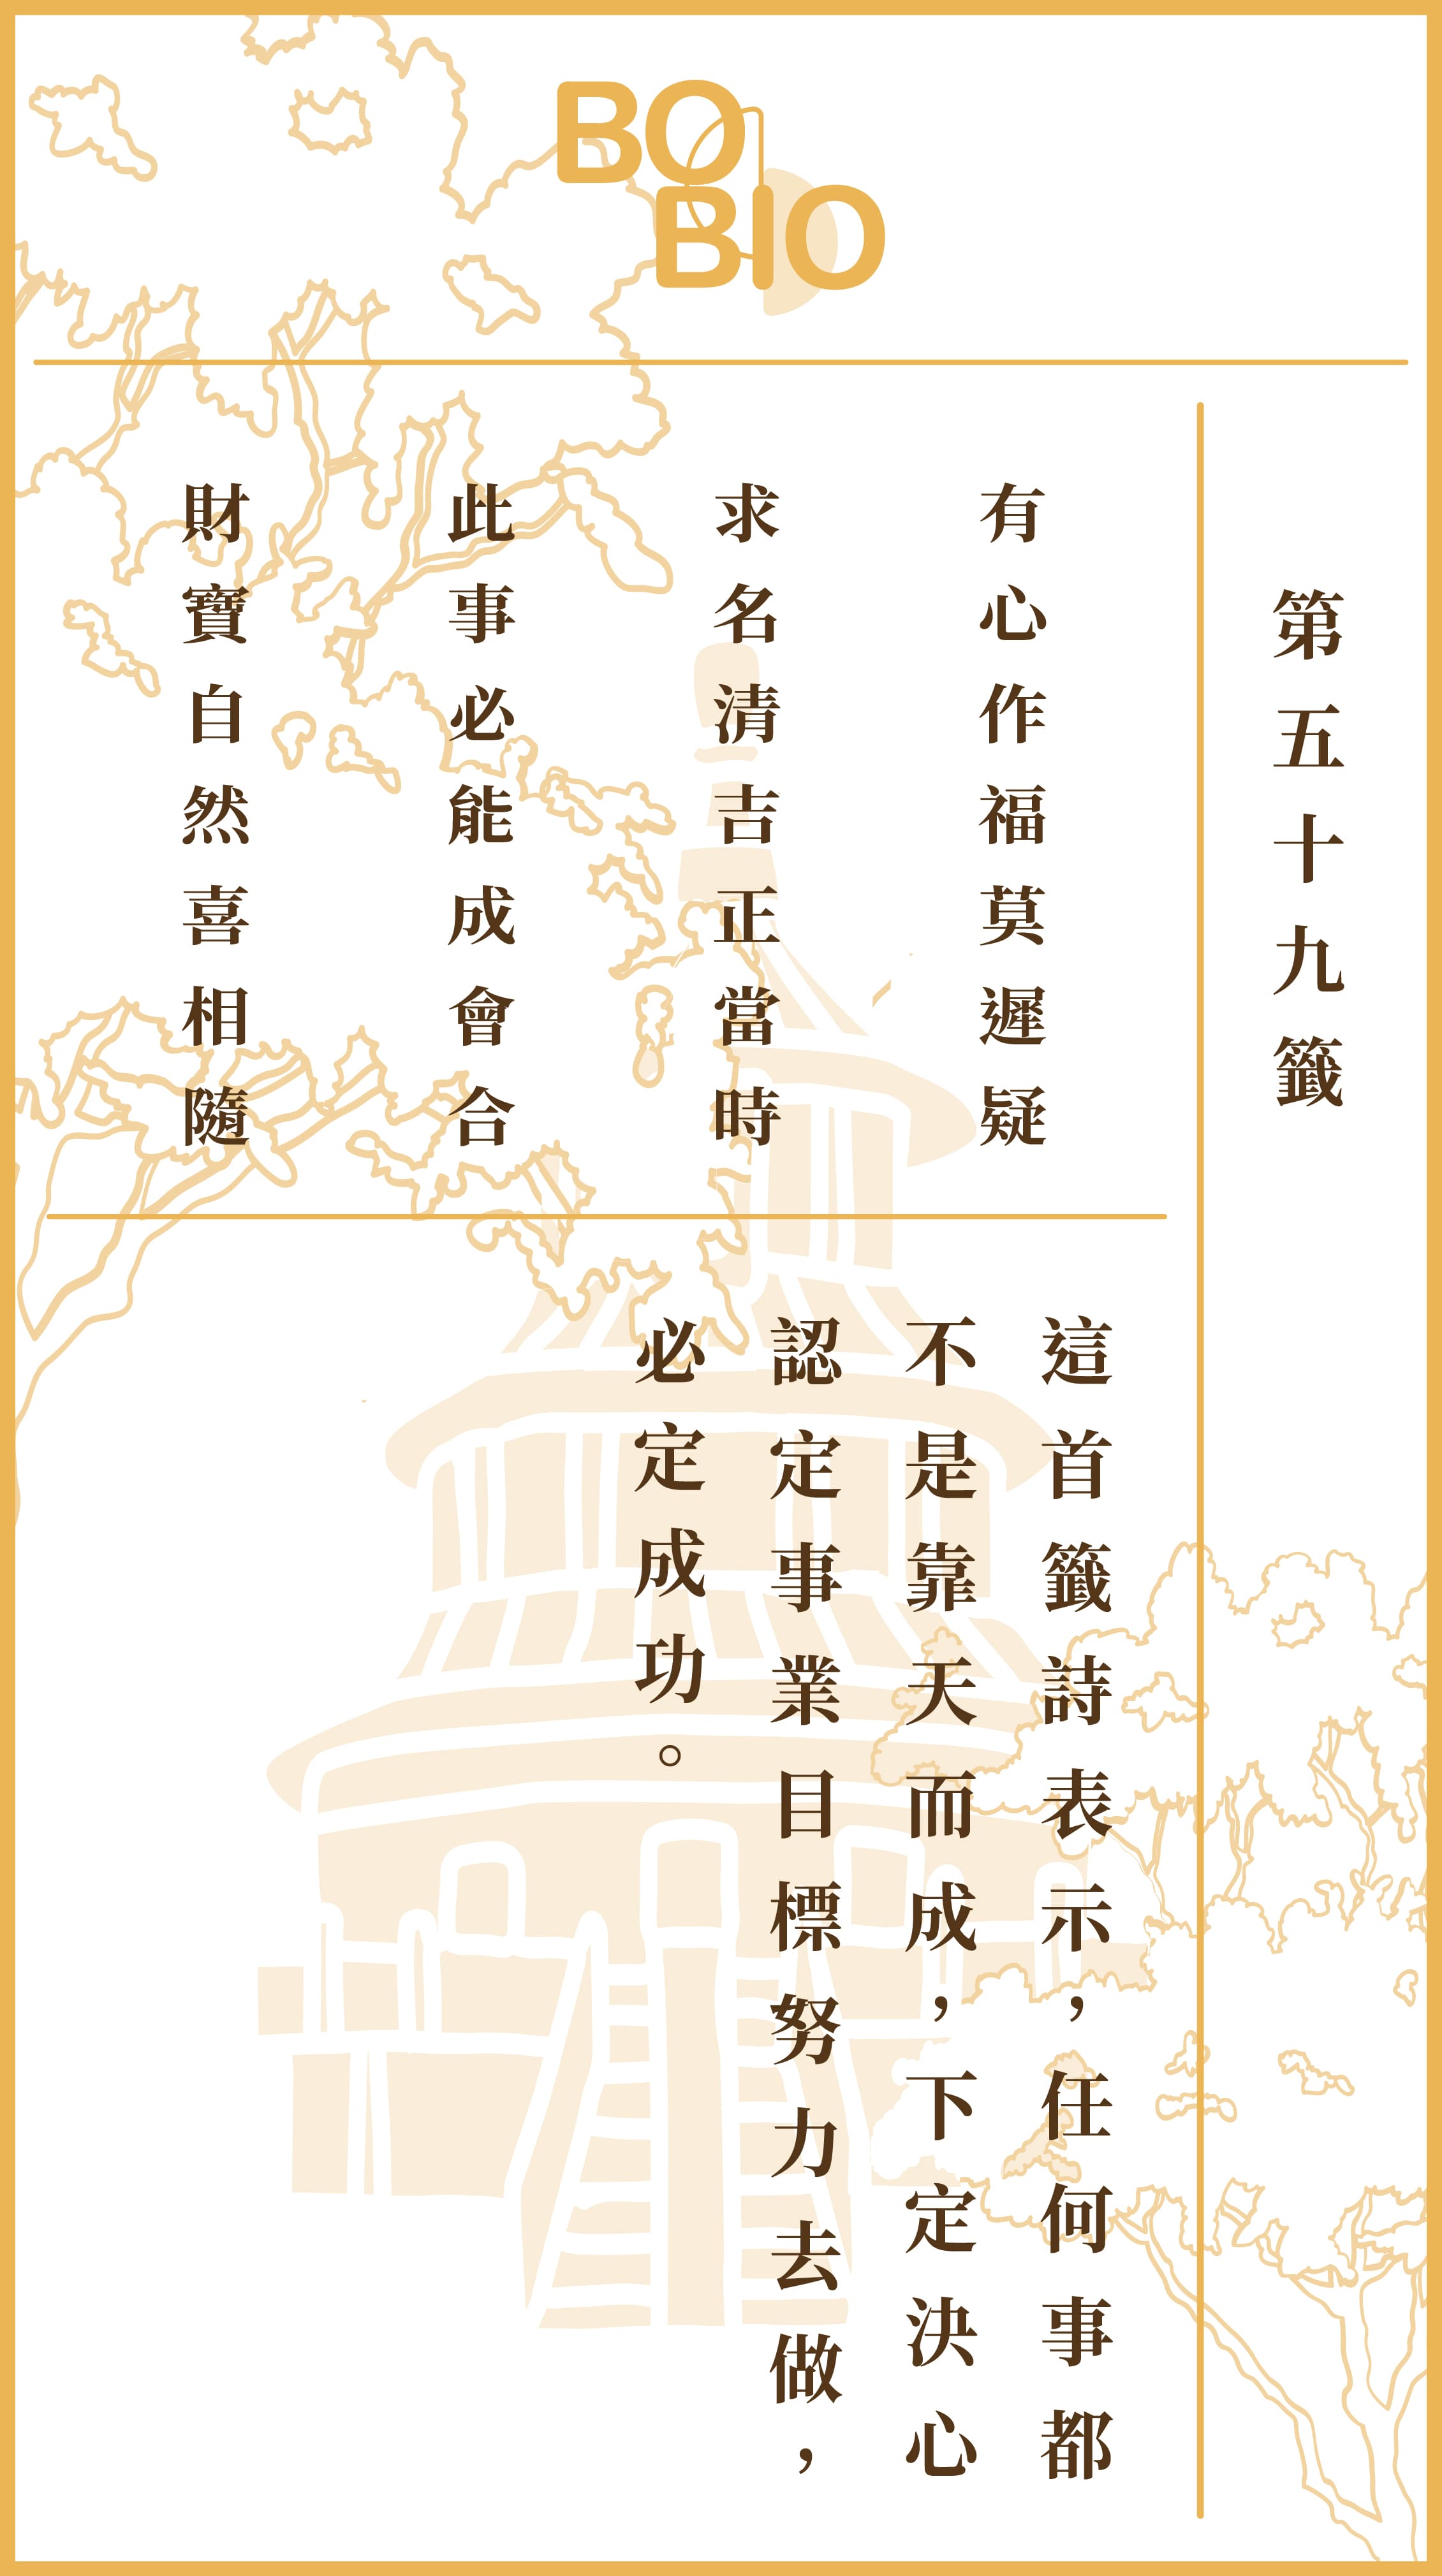 BO
BIO
第五十九籤
有心作福莫遲疑
求名清吉正當時
此事必能成會合
財寶自然喜相隨
這首籤詩表示，任何事都
不是靠天而成，下定決心
認定事業目標努力去做，
必定成功。